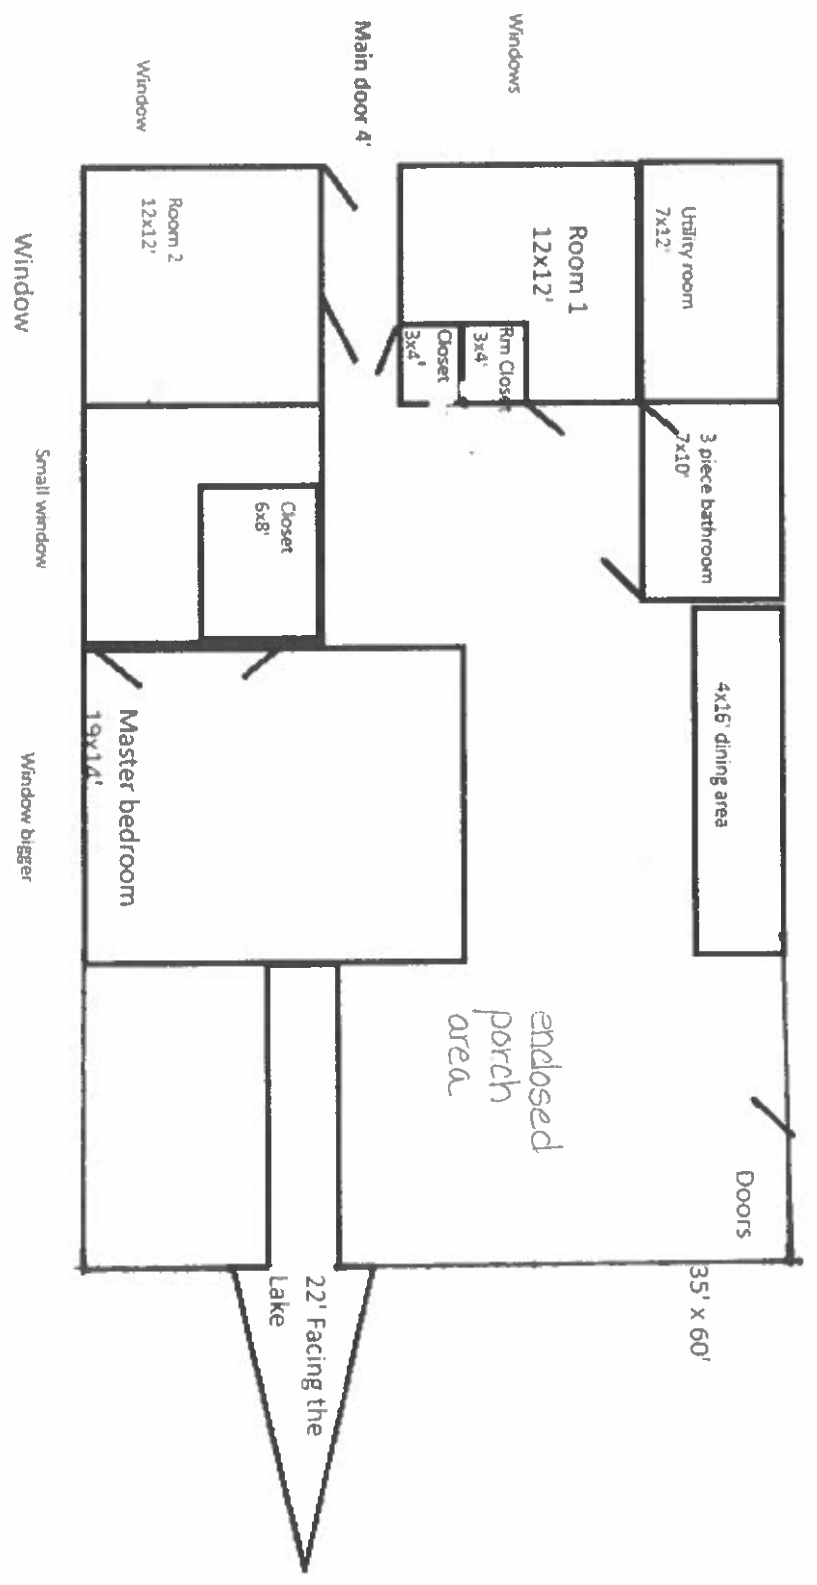 Utility room
7x12'
3 piece bathroom
7x10'
4x16' dining area
Doors
35' x 60'
Windows
Room 1
12x12'
Rm Closet
3x4'
Closet
3x4'
enclosed
porch
area
Main door 4'
22' Facing the
Lake
Closet
6x8'
Window
Room 2
12x12'
Master bedroom
19x14'
Window
Small window
Window bigger